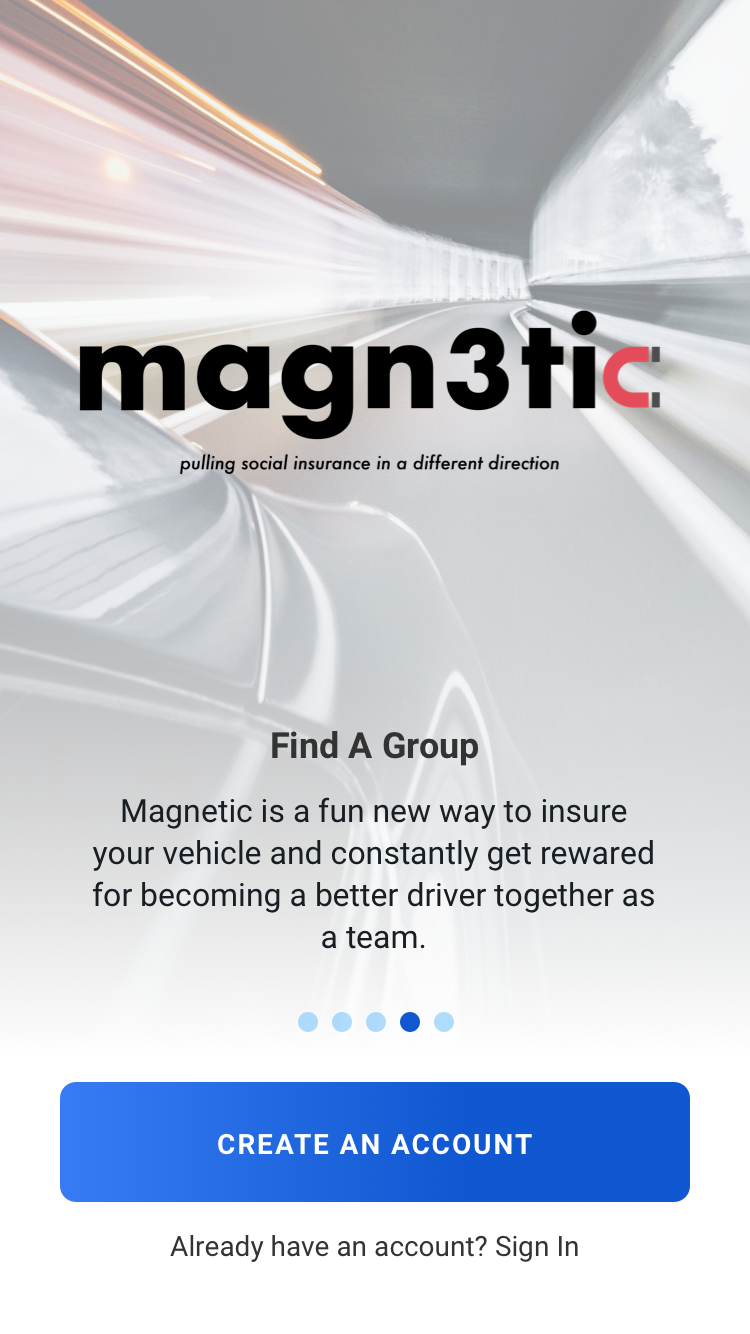 magn3tic
pulling social insurance in a different direction
Find A Group
Magnetic is a fun new way to insure
your vehicle and constantly get rewared
for becoming a better driver together as
a team.
CREATE AN ACCOUNT
Already have an account? Sign In